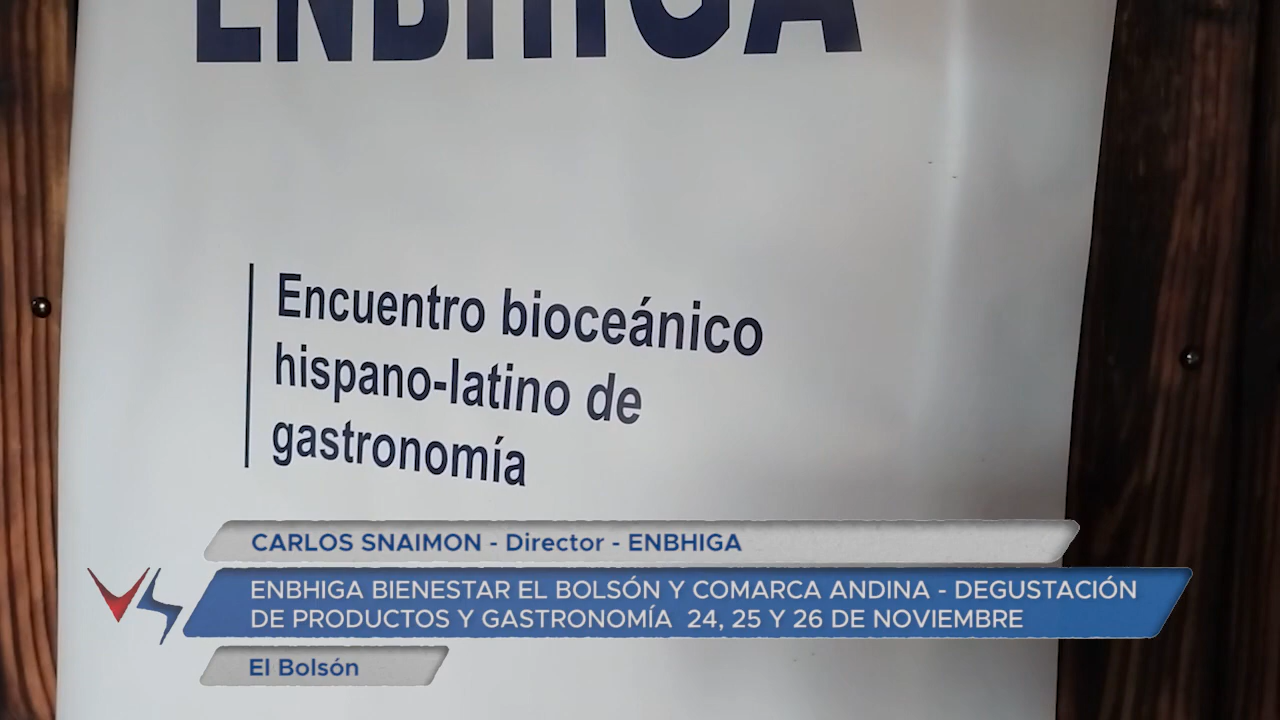 ENBHIGA
Encuentro bioceánico
hispano-latino de
gastronomía
CARLOS SNAIMON - Director - ENBHIGA
ENBHIGA BIENESTAR EL BOLSÓN Y COMARCA ANDINA - DEGUSTACIÓN
DE PRODUCTOS Y GASTRONOMÍA 24, 25 Y 26 DE NOVIEMBRE
El Bolsón